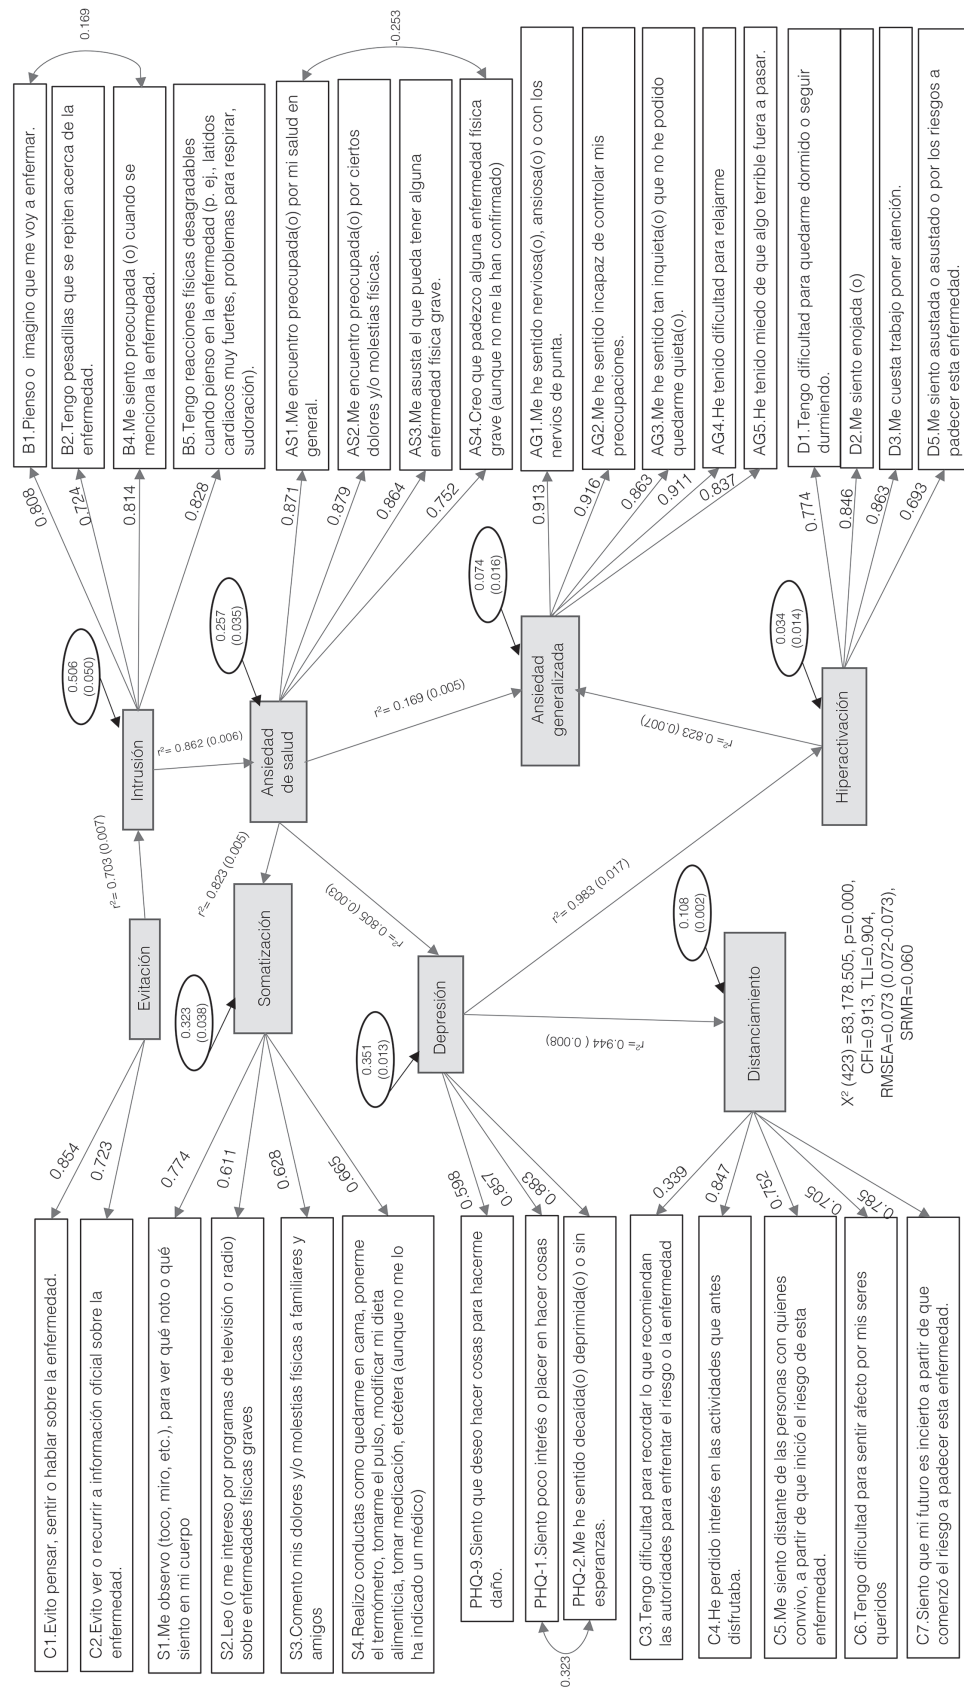 C1.Evito pensar, sentir o hablar sobre la enfermedad.
C2.Evito ver o recurrir a información oficial sobre la
enfermedad.
S1.Me observo (toco, miro, etc.), para ver qué noto o qué
siento en mi cuerpo
S2.Leo (o me intereso por programas de televisión o radio)
sobre enfermedades físicas graves
S3.Comento mis dolores y/o molestias físicas a familiares y
amigos
S4.Realizo conductas como quedarme en cama, ponerme
el termómetro, tomarme el pulso, modificar mi dieta
alimenticia, tomar medicación, etcétera (aunque no me lo
ha indicado un médico)
PHQ-9.Siento que deseo hacer cosas para hacerme
daño.
PHQ-1.Siento poco interés o placer en hacer cosas
PHQ-2.Me he sentido decaída(o) deprimida(o) o sin
esperanzas.
0.323
C3.Tengo dificultad para recordar lo que recomiendan
las autoridades para enfrentar el riesgo o la enfermedad
C4.He perdido interés en las actividades que antes
disfrutaba.
C5.Me siento distante de las personas con quienes
convivo, a partir de que inició el riesgo de esta
enfermedad.
C6.Tengo dificultad para sentir afecto por mis seres
queridos
C7.Siento que mi futuro es incierto a partir de que
comenzó el riesgo a padecer esta enfermedad.
0.854
0.723
0.774
0.611
0.628
0.665
0.598
0.857
0.883
0.339
0.847
0.752
0.705
0.785
Evitación
r²= 0.703 (0.007)
0.323
(0.038)
Somatización
r²= 0.823 (0.005)
0.351
(0.013)
Depresión
r²= 0.805 (0.003)
r²= 0.944 ( 0.008)
r²= 0.983 (0.017)
0.108
(0.002)
Distanciamiento
X² (423) =83,178.505, p=0.000,
CFI=0.913, TLI=0.904,
RMSEA=0.073 (0.072-0.073),
SRMR=0.060
0.506
(0.050)
Intrusión
r²= 0.862 (0.006)
0.257
(0.035)
Ansiedad
de salud
r²= 0.169 (0.005)
0.074
(0.016)
Ansiedad
generalizada
r²= 0.823 (0.007)
0.034
(0.014)
Hiperactivación
0.808
0.724
0.814
0.828
0.871
0.879
0.864
0.752
0.913
0.916
0.863
0.911
0.837
0.774
0.846
0.863
0.693
B1.Pienso o imagino que me voy a enfermar.
B2.Tengo pesadillas que se repiten acerca de la
enfermedad.
B4.Me siento preocupada (o) cuando se
menciona la enfermedad.
0.169
B5.Tengo reacciones físicas desagradables
cuando pienso en la enfermedad (p. ej., latidos
cardiacos muy fuertes, problemas para respirar,
sudoración).
AS1.Me encuentro preocupada(o) por mi salud en
general.
AS2.Me encuentro preocupada(o) por ciertos
dolores y/o molestias físicas.
AS3.Me asusta el que pueda tener alguna
enfermedad física grave.
AS4.Creo que padezco alguna enfermedad física
grave (aunque no me la han confirmado)
-0.253
AG1.Me he sentido nerviosa(o), ansiosa(o) o con los
nervios de punta.
AG2.Me he sentido incapaz de controlar mis
preocupaciones.
AG3.Me he sentido tan inquieta(o) que no he podido
quedarme quieta(o).
AG4.He tenido dificultad para relajarme
AG5.He tenido miedo de que algo terrible fuera a pasar.
D1.Tengo dificultad para quedarme dormido o seguir
durmiendo.
D2.Me siento enojada (o)
D3.Me cuesta trabajo poner atención.
D5.Me siento asustada o asustado o por los riesgos a
padecer esta enfermedad.